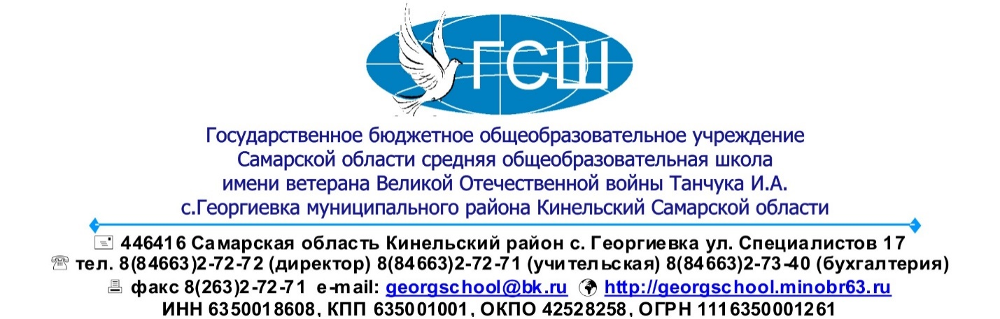 ГСШ
Государственное бюджетное общеобразовательное учреждение
Самарской области средняя общеобразовательная школа
имени ветерана Великой Отечественной войны Танчука И.А.
с.Георгиевка муниципального района Кинельский Самарской области
446416 Самарская область Кинельский район с. Георгиевка ул. Специалистов 17
тел. 8(84663)2-72-72 (директор) 8(84663)2-72-71 (учительская) 8(84663)2-73-40 (бухгалтерия)
факс 8(263)2-72-71 e-mail: georgschool@bk.ru http://georgschool.minobr63.ru
ИНН 6350018608, КПП 635001001, ОКПО 42528258, ОГРН 1116350001261